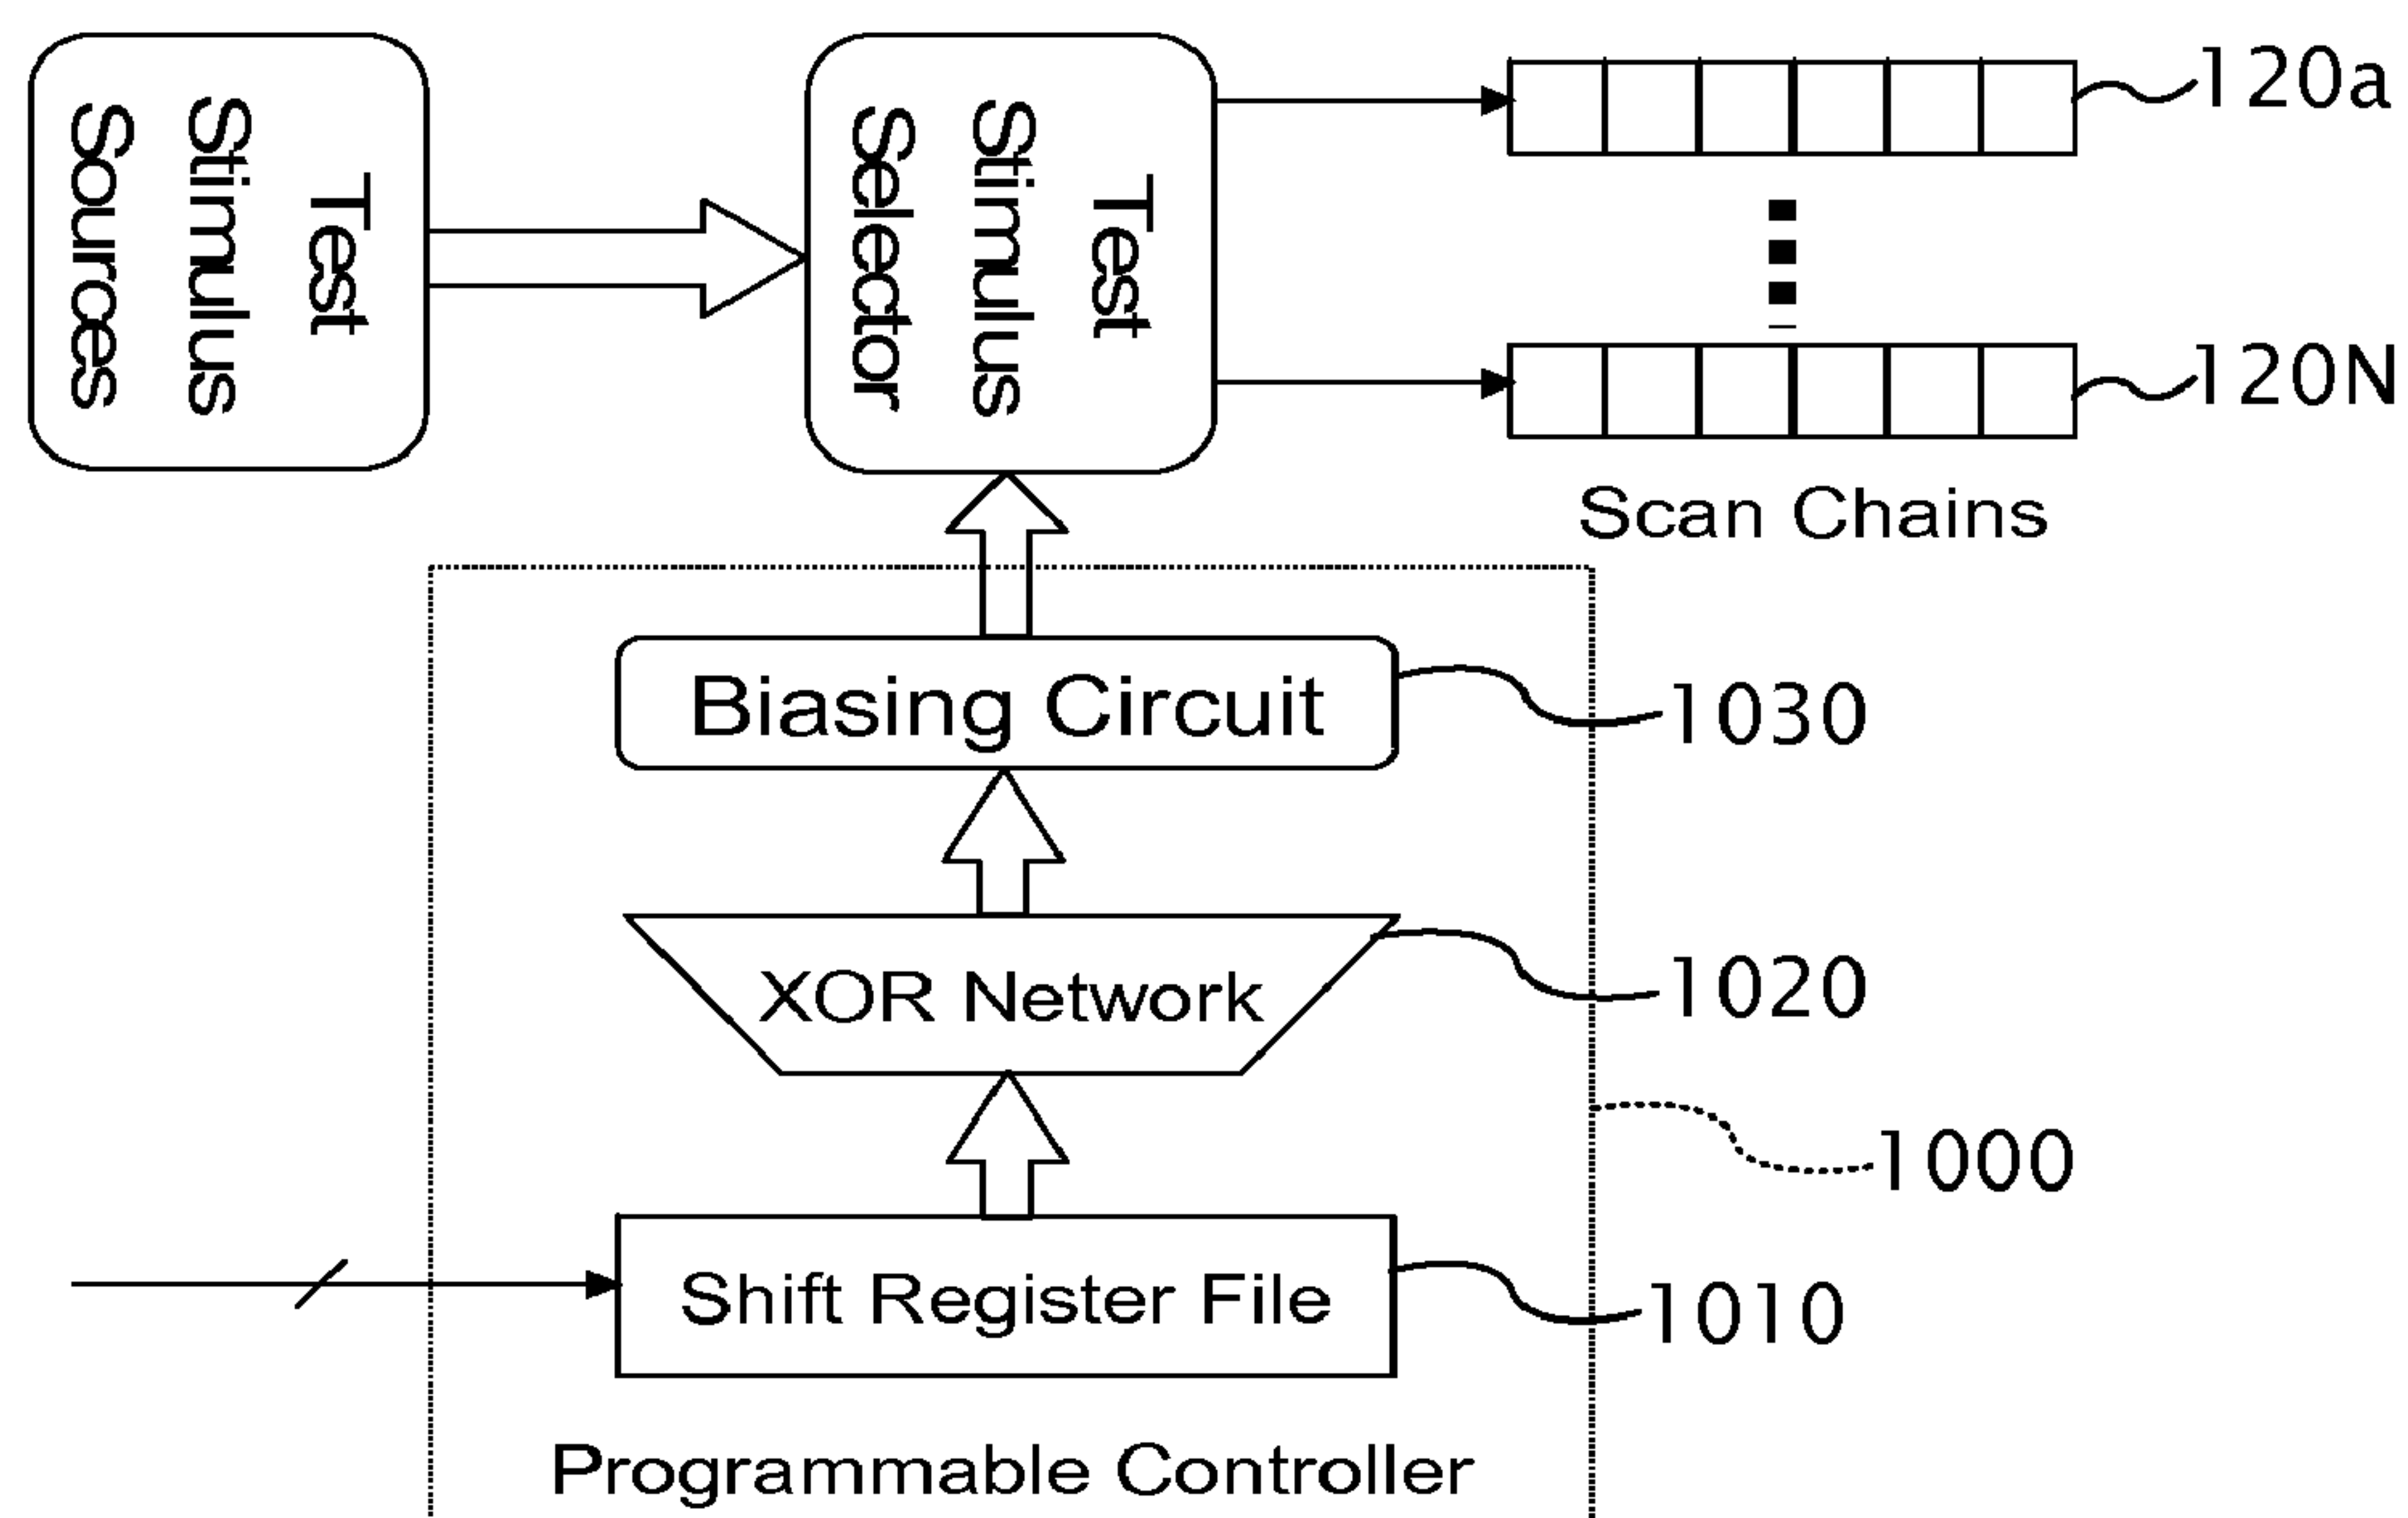 Test
Stimulus
Sources
Test
Stimulus
Selector
120a
120N
Scan Chains
Biasing Circuit
1030
XOR Network
1020
1000
Shift Register File
1010
Programmable Controller